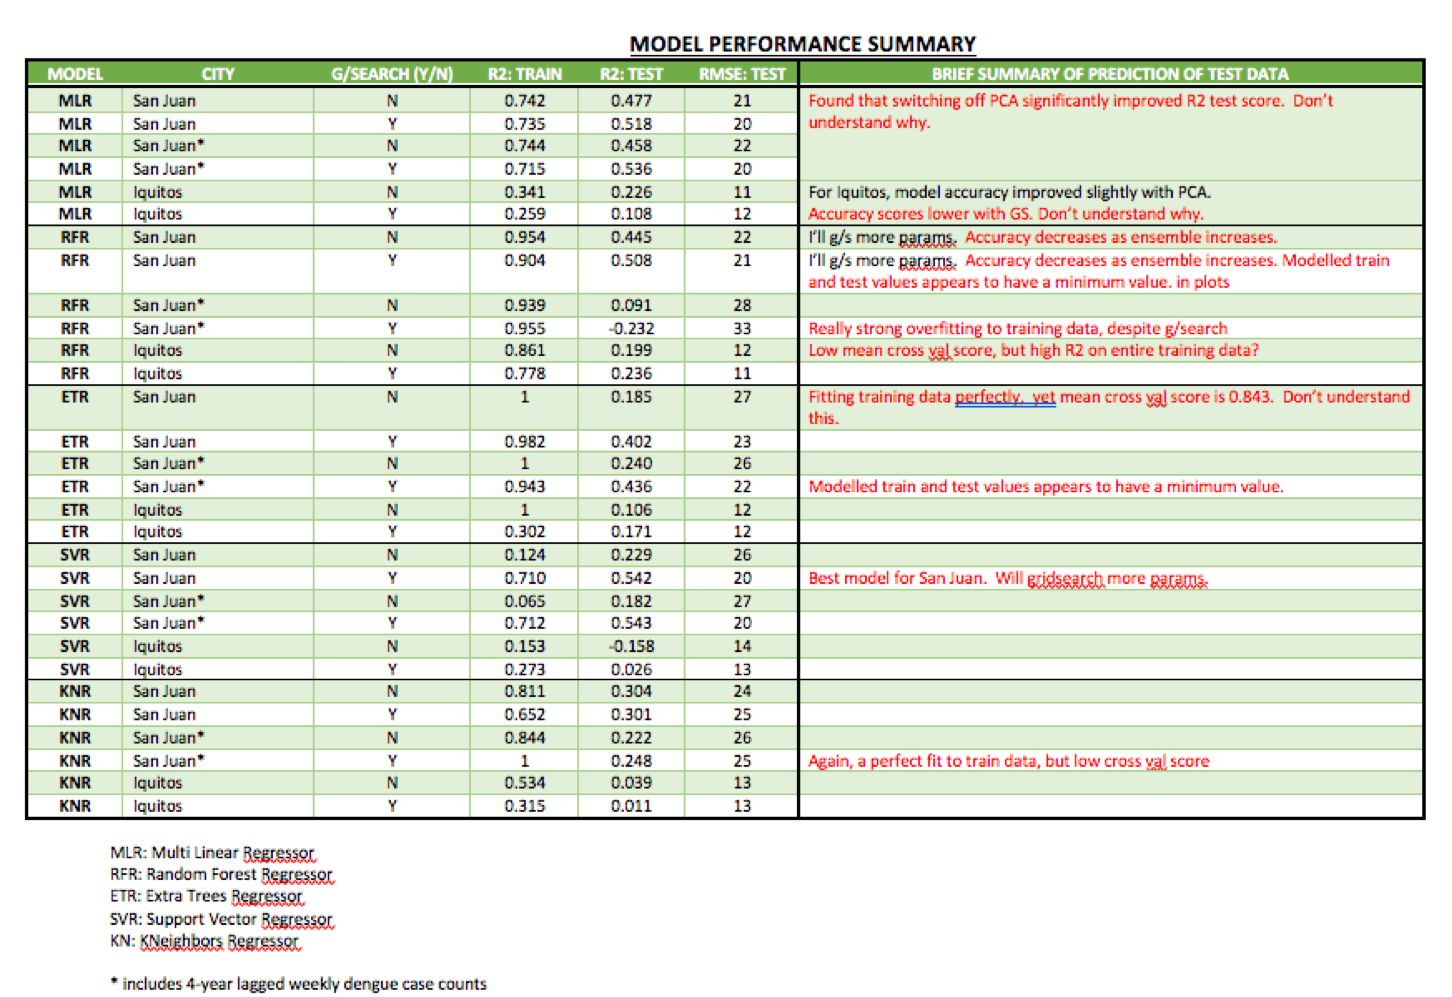 MODEL PERFORMANCE SUMMARY
MODEL CITY G/SEARCH (Y/N) R2: TRAIN R2: TEST RMSE: TEST BRIEF SUMMARY OF PREDICTION OF TEST DATA
MLR San Juan N 0.742 0.477 21 Found that switching off PCA significantly improved R2 test score. Don't
MLR San Juan Y 0.735 0.518 20 understand why.
MLR San Juan* N 0.744 0.458 22
MLR San Juan* Y 0.715 0.536 20
MLR Iquitos N 0.341 0.226 11 For Iquitos, model accuracy improved slightly with PCA.
MLR Iquitos Y 0.259 0.108 12 Accuracy scores lower with GS. Don't understand why.
RFR San Juan N 0.954 0.445 22 I'll g/s more params. Accuracy decreases as ensemble increases.
RFR San Juan Y 0.904 0.508 21 I'll g/s more params. Accuracy decreases as ensemble increases. Modelled train
and test values appears to have a minimum value. in plots
RFR San Juan* N 0.939 0.091 28
RFR San Juan* Y 0.955 -0.232 33 Really strong overfitting to training data, despite g/search
RFR Iquitos N 0.861 0.199 12 Low mean cross val score, but high R2 on entire training data?
RFR Iquitos Y 0.778 0.236 11
ETR San Juan N 1 0.185 27 Fitting training data perfectly, yet mean cross val score is 0.843. Don't understand
this.
ETR San Juan Y 0.982 0.402 23
ETR San Juan* N 1 0.240 26
ETR San Juan* Y 0.943 0.436 22 Modelled train and test values appears to have a minimum value.
ETR Iquitos N 1 0.106 12
ETR Iquitos Y 0.302 0.171 12
SVR San Juan N 0.124 0.229 26
SVR San Juan Y 0.710 0.542 20 Best model for San Juan. Will gridsearch more params.
SVR San Juan* N 0.065 0.182 27
SVR San Juan* Y 0.712 0.543 20
SVR Iquitos N 0.153 -0.158 14
SVR Iquitos Y 0.273 0.026 13
KNR San Juan N 0.811 0.304 24
KNR San Juan Y 0.652 0.301 25
KNR San Juan* N 0.844 0.222 26
KNR San Juan* Y 1 0.248 25 Again, a perfect fit to train data, but low cross val score
KNR Iquitos N 0.534 0.039 13
KNR Iquitos Y 0.315 0.011 13
MLR: Multi Linear Regressor
RFR: Random Forest Regressor
ETR: Extra Trees Regressor
SVR: Support Vector Regressor
KN: KNeighbors Regressor
* includes 4-year lagged weekly dengue case counts